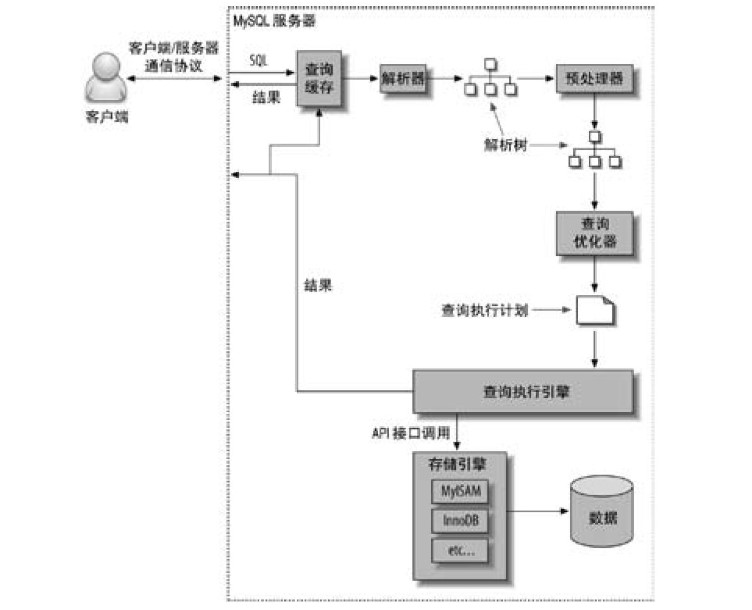 MySQL 服务器
客户端/服务器
通信协议
客户端
SQL
结果
查询
缓存
解析器
预处理器
解析树
查询
优化器
结果
查询执行计划
查询执行引擎
API 接口调用
存储引擎
MyISAM
InnoDB
etc...
数据